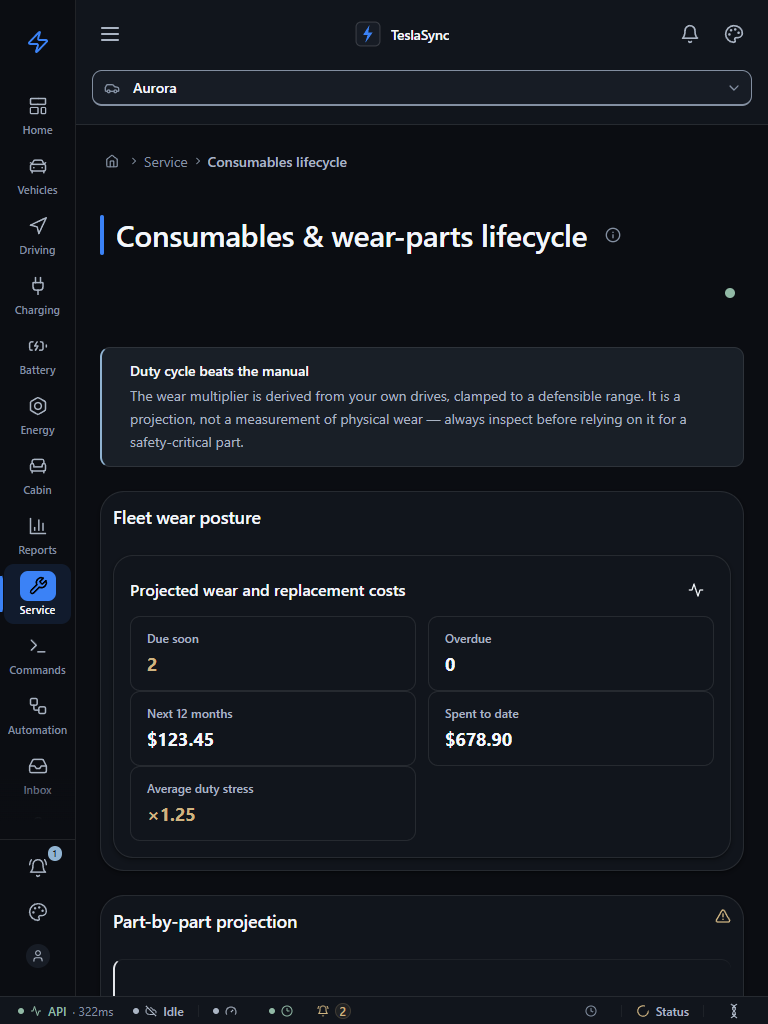 TeslaSync
Aurora
Home
Vehicles
Driving
Charging
Battery
Energy
Cabin
Reports
Service
Commands
Automation
Inbox
1
Service
Consumables lifecycle
Consumables & wear-parts lifecycle
Duty cycle beats the manual
The wear multiplier is derived from your own drives, clamped to a defensible range. It is a
projection, not a measurement of physical wear — always inspect before relying on it for a
safety-critical part.
Fleet wear posture
Projected wear and replacement costs
Due soon
2
Overdue
0
Next 12 months
$123.45
Spent to date
$678.90
Average duty stress
×1.25
Part-by-part projection
API · 322ms
Idle
2
Status